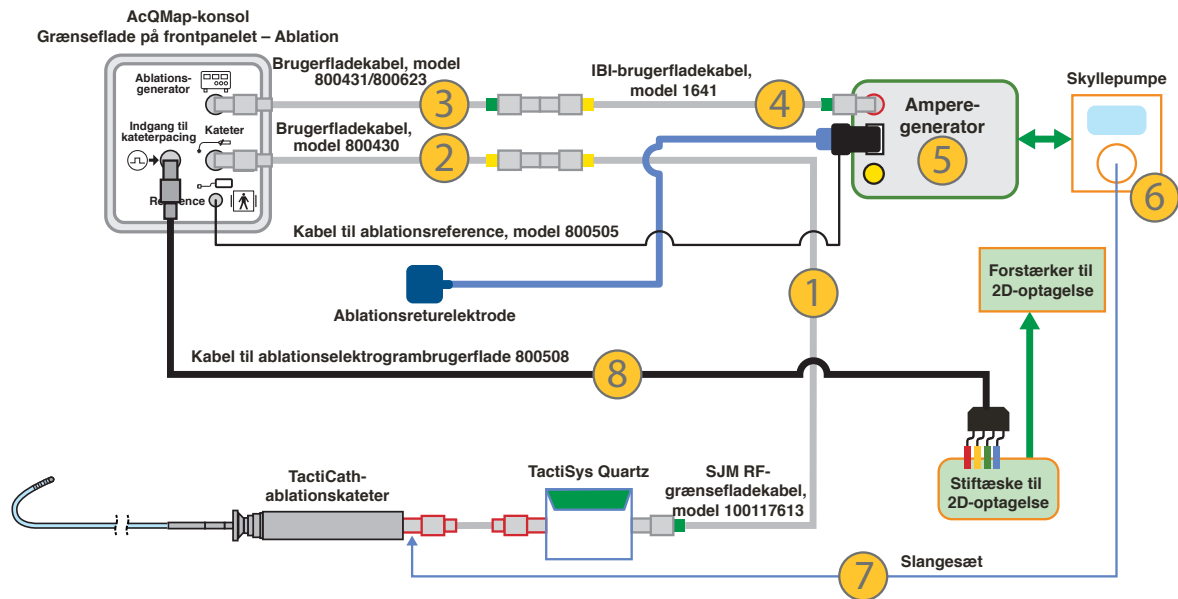 AcQMap-konsol
Grænseflade på frontpanelet – Ablation
Ablations-
generator
Indgang til
kateterpacing
Kateter
Reference
Brugerfladekabel, model
800431/800623
3
IBI-brugerfladekabel,
model 1641
4
Brugerfladekabel,
model 800430
2
Ampere-
generator
5
Skyllepumpe
6
Kabel til ablationsreference, model 800505
Ablationsreturelektrode
1
Forstærker til
2D-optagelse
Kabel til ablationselektrogrambrugerflade 800508
8
TactiCath-
ablationskateter
TactiSys Quartz
SJM RF-
grænsefladekabel,
model 100117613
Stiftæske til
2D-optagelse
Slangesæt
7